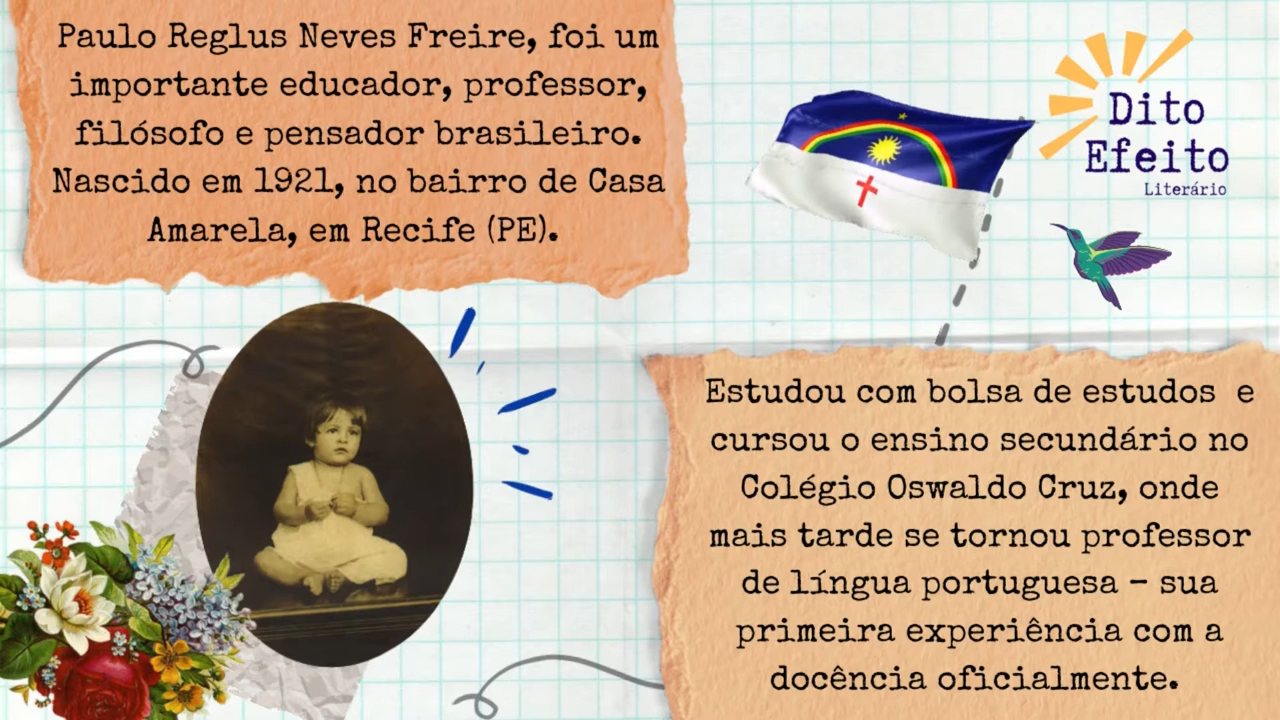 Paulo Reglus Neves Freire, foi um
importante educador, professor,
filósofo e pensador brasileiro.
Nascido em 1921, no bairro de Casa
Amarela, em Recife (PE).
Dito
Efeito
Literário
Estudou com bolsa de estudos e
cursou o ensino secundário no
Colégio Oswaldo Cruz, onde
mais tarde se tornou professor
de língua portuguesa – sua
primeira experiência com a
docência oficialmente.